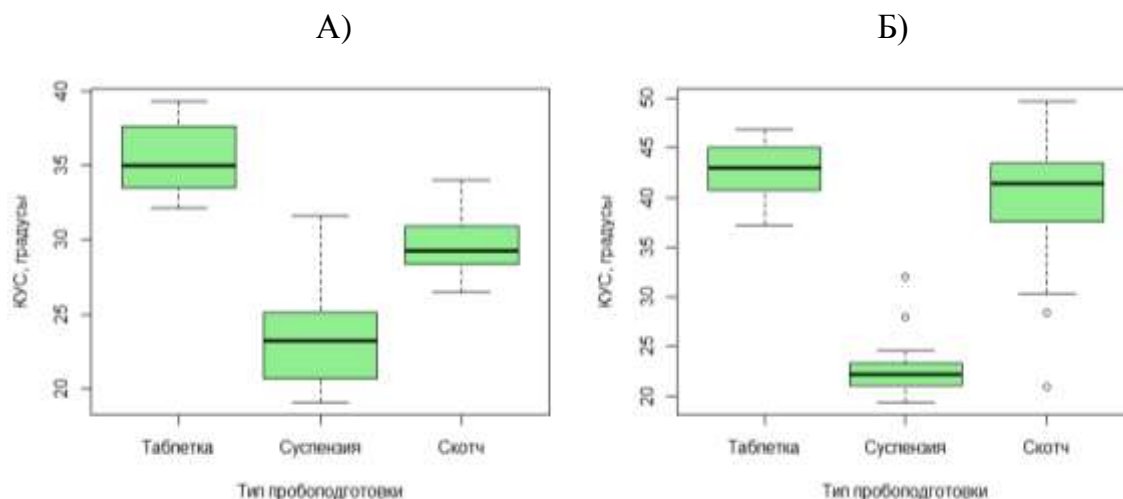 А)
Б)
КУС, градусы
40
35
30
25
20
Таблетка
Суспензия
Скотч
Тип пробоподготовки
КУС, градусы
50
45
40
35
30
25
20
Таблетка
Суспензия
Скотч
Тип пробоподготовки